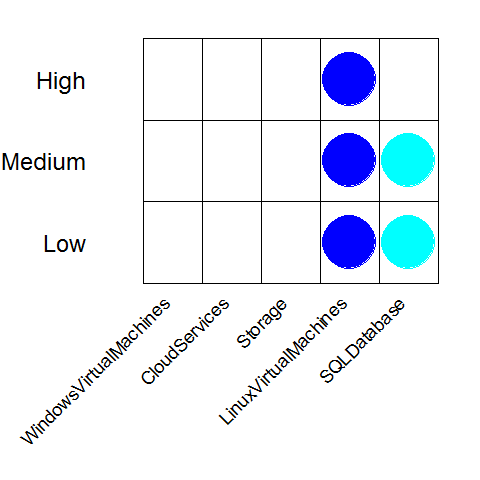 High
Medium
Low
WindowsVirtualMachines
CloudServices
Storage
LinuxVirtualMachines
SQLDatabase